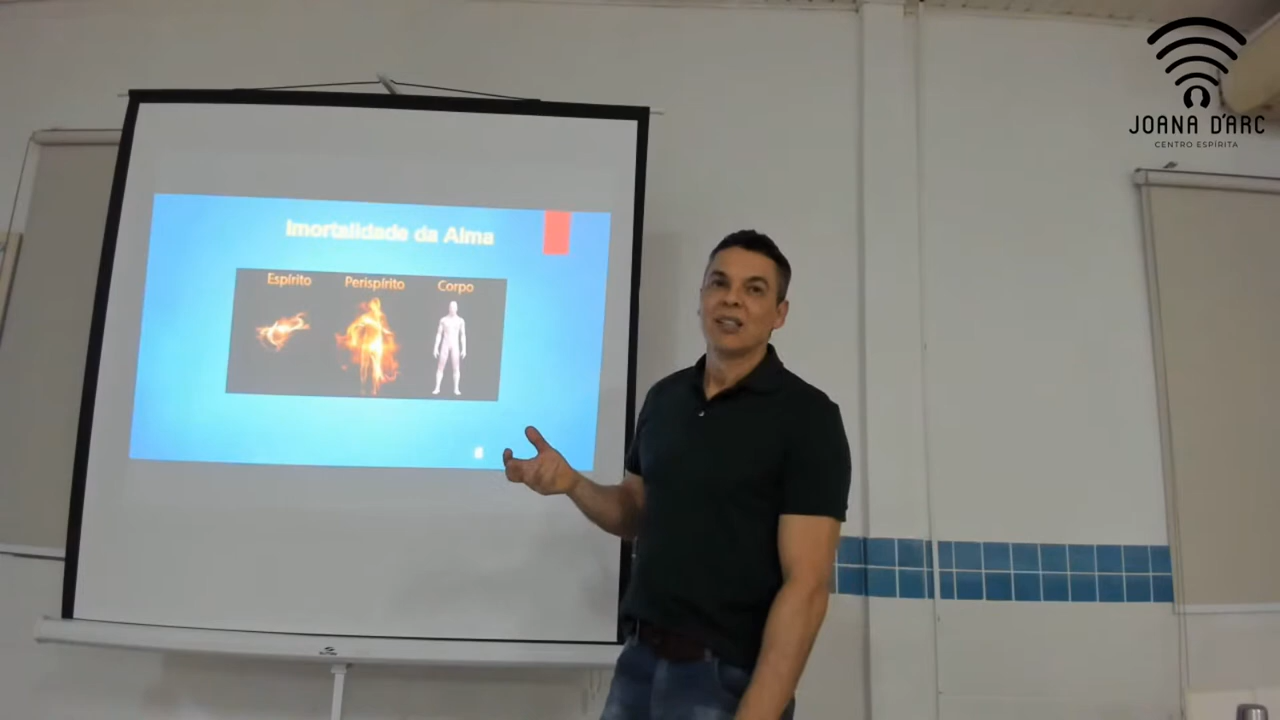 Imortalidade da Alma
Espírito Perispírito Corpo
JOANA D'ARC
CENTRO ESPÍRITA